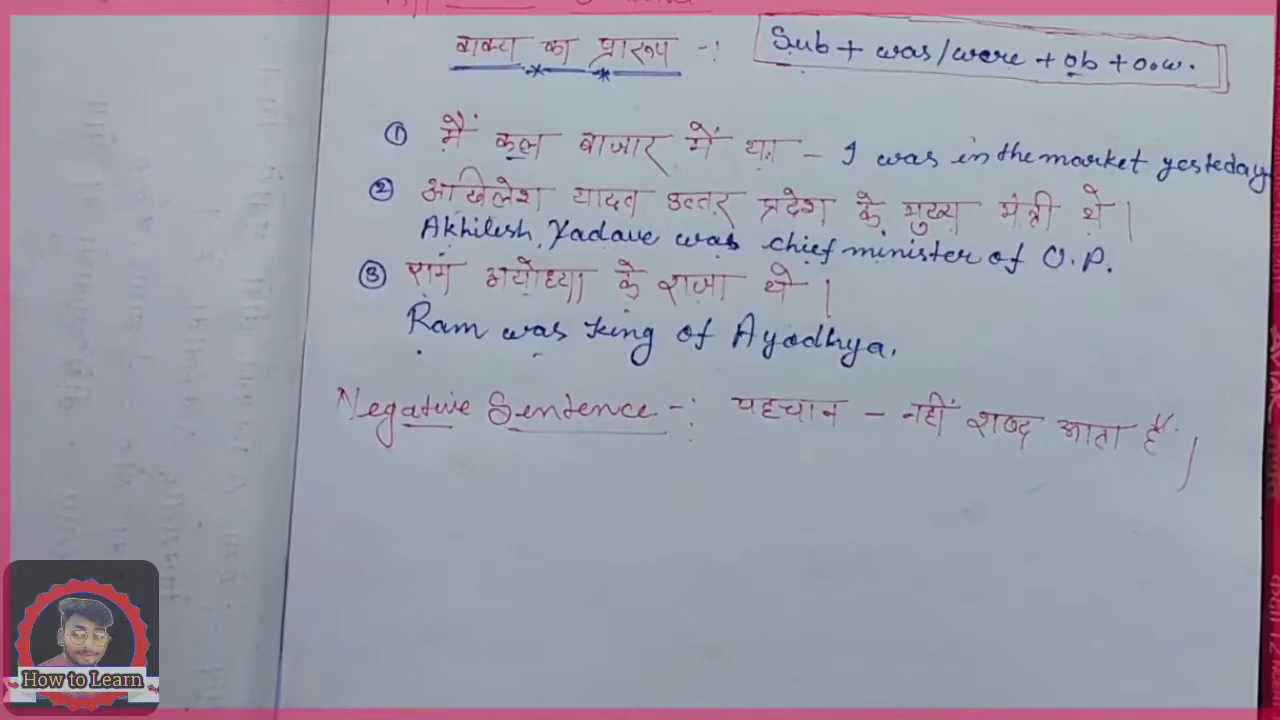 वाक्य का प्रारूप -: Sub + was/were + ob + o.w.
① मैं कल बाजार में था - I was in the market yesteday
② अखिलेश यादव उत्तर प्रदेश के मुख्य मंत्री थे।
Akhilesh Yadave was chief minister of U.P.
③ राम अयोध्या के राजा थे।
Ram was king of Ayodhya.
Negative Sentence -: पहचान - नहीं शब्द आता है।
How to Learn